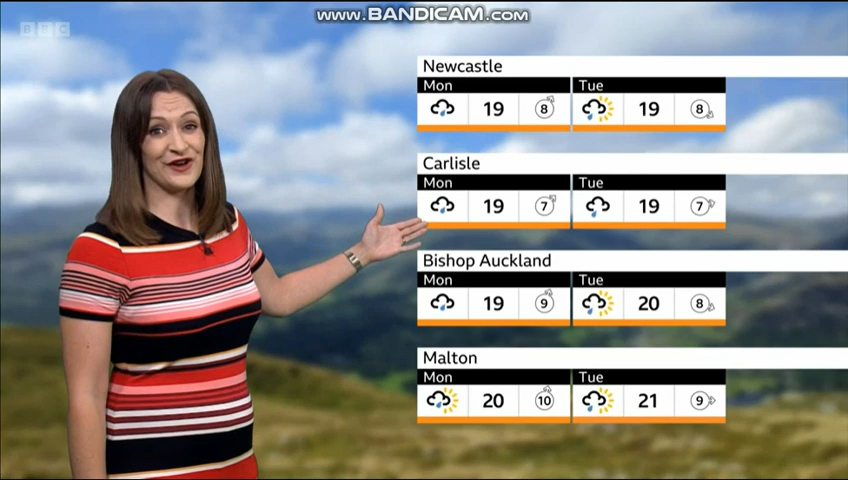 www.BANDICAM.com
BBC
Newcastle
Mon Tue
19 8 19 8
Carlisle
Mon Tue
19 7 19 7
Bishop Auckland
Mon Tue
19 9 20 8
Malton
Mon Tue
20 10 21 9